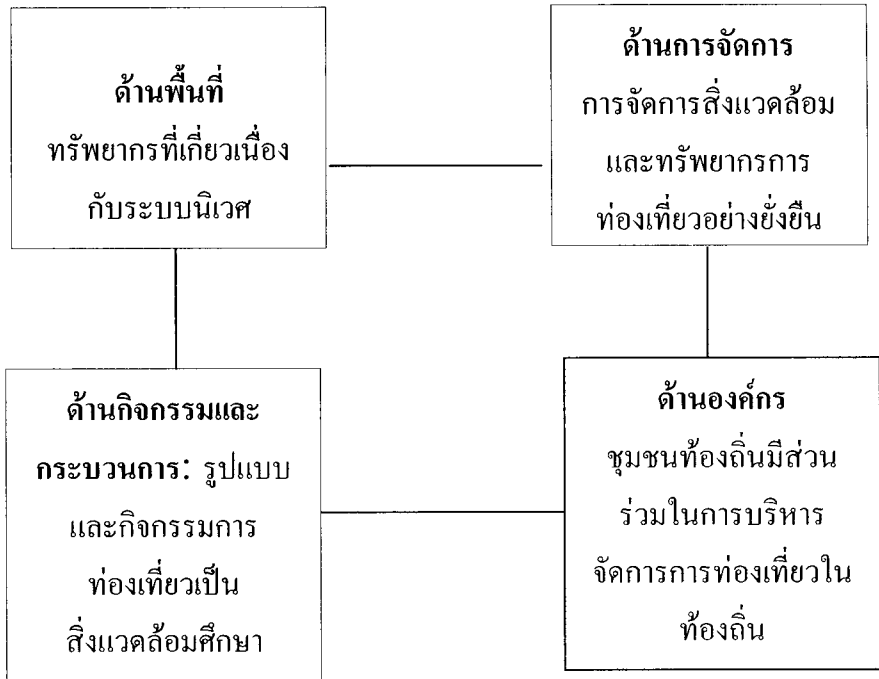 ด้านพื้นที่
ทรัพยากรที่เกี่ยวเนื่อง
กับระบบนิเวศ
ด้านการจัดการ
การจัดการสิ่งแวดล้อม
และทรัพยากรการ
ท่องเที่ยวอย่างยั่งยืน
ด้านกิจกรรมและ
กระบวนการ: รูปแบบ
และกิจกรรมการ
ท่องเที่ยวเป็น
สิ่งแวดล้อมศึกษา
ด้านองค์กร
ชุมชนท้องถิ่นมีส่วน
ร่วมในการบริหาร
จัดการการท่องเที่ยวใน
ท้องถิ่น